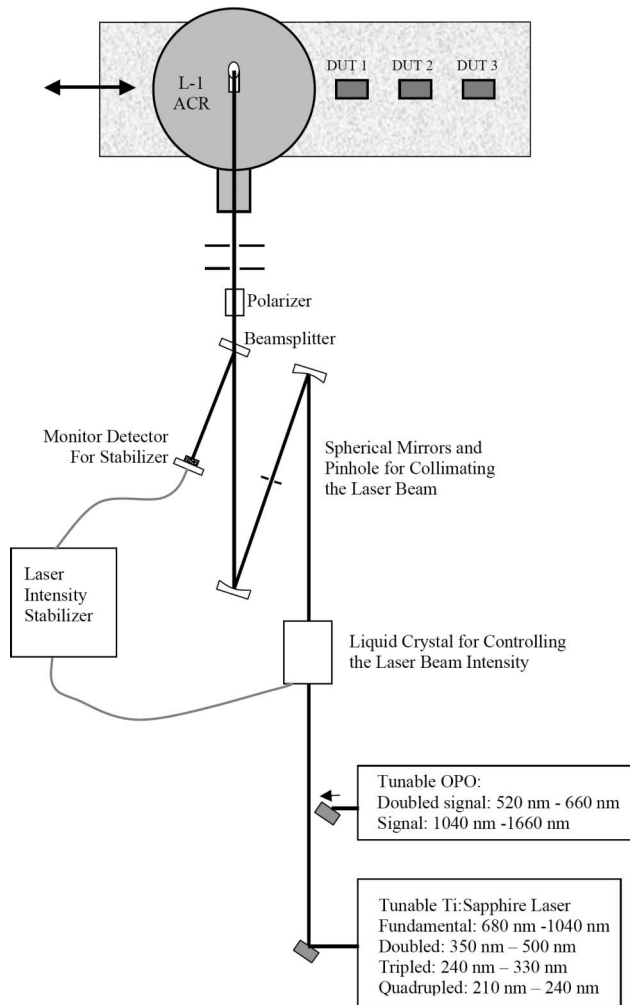 L-1
ACR
DUT 1
DUT 2
DUT 3
Polarizer
Beamsplitter
Monitor Detector
For Stabilizer
Spherical Mirrors and
Pinhole for Collimating
the Laser Beam
Laser
Intensity
Stabilizer
Liquid Crystal for Controlling
the Laser Beam Intensity
Tunable OPO:
Doubled signal: 520 nm - 660 nm
Signal: 1040 nm -1660 nm
Tunable Ti:Sapphire Laser
Fundamental: 680 nm -1040 nm
Doubled: 350 nm – 500 nm
Tripled: 240 nm – 330 nm
Quadrupled: 210 nm – 240 nm